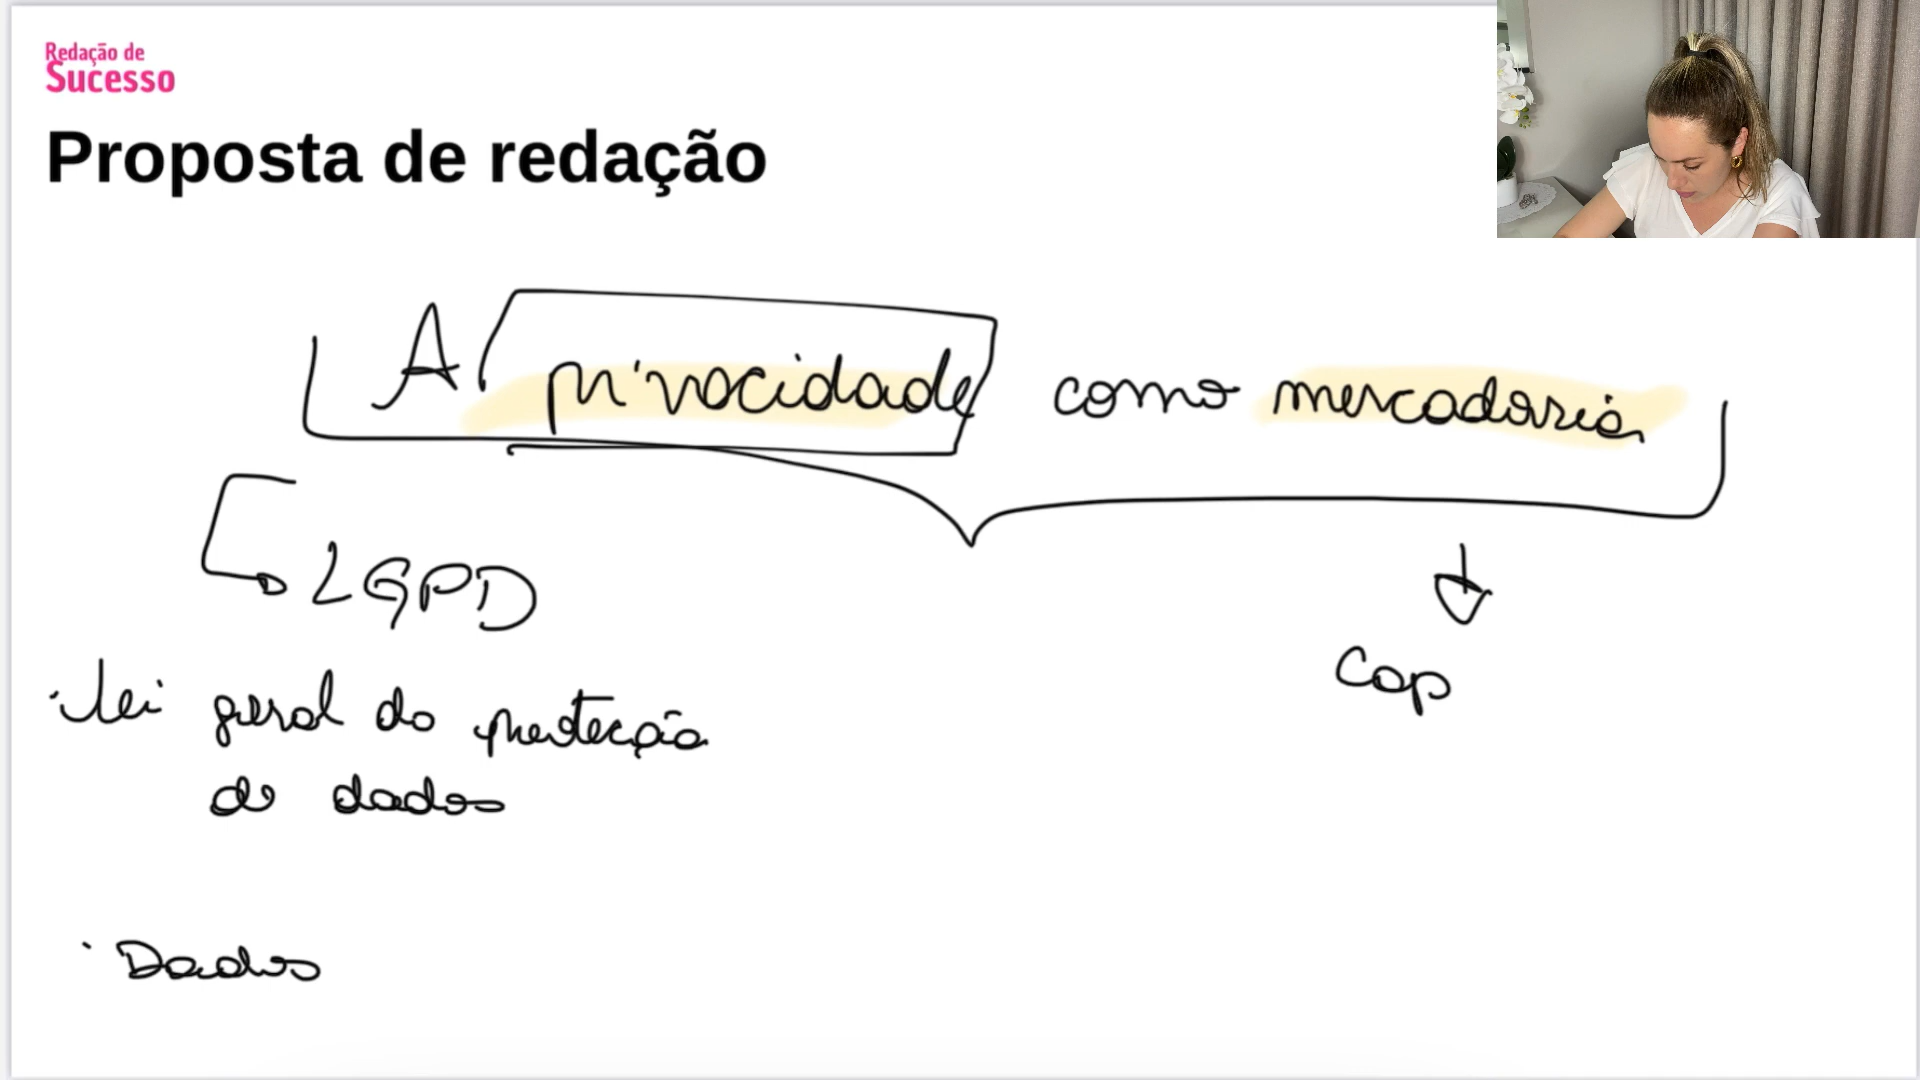 Redação de
Sucesso
Proposta de redação
A privacidade como mercadoria
LGPD
Cap
· lei geral de proteção
de dados
· Dados